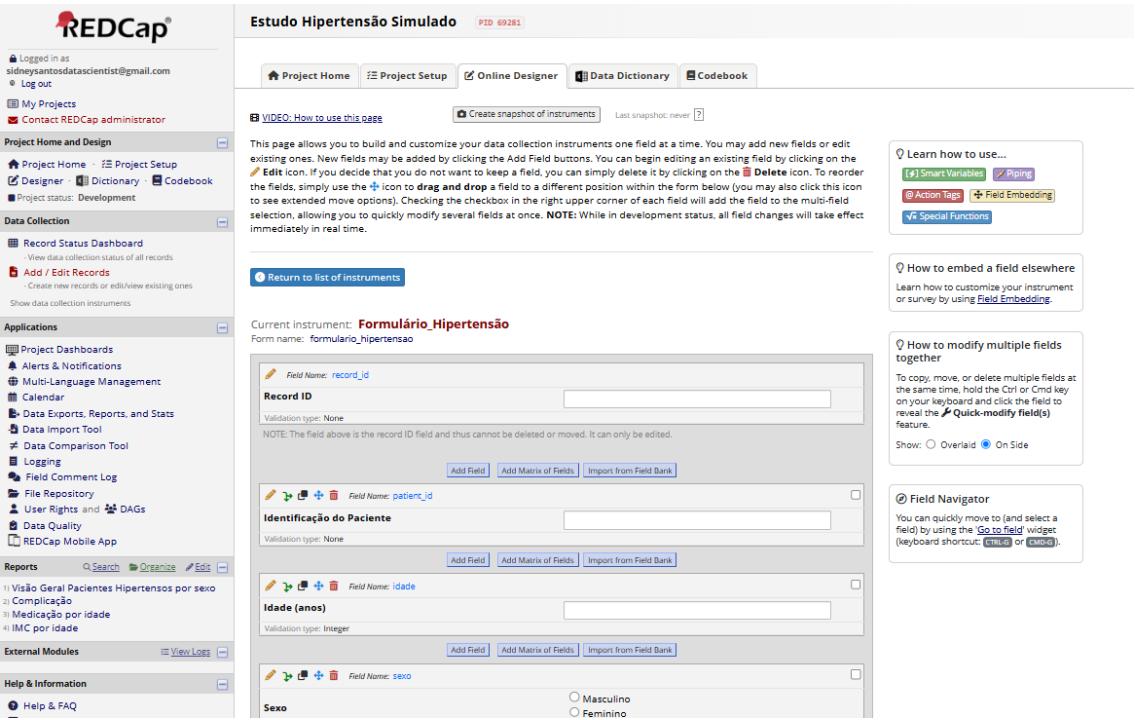 REDCap®
Logged in as
sidneysantosdatascientist@gmail.com
Log out
My Projects
Contact REDCap administrator
Project Home and Design
Project Home · Project Setup
Designer · Dictionary · Codebook
Project status: Development
Data Collection
Record Status Dashboard
- View data collection status of all records
Add / Edit Records
- Create new records or edit/view existing ones
Show data collection instruments
Applications
Project Dashboards
Alerts & Notifications
Multi-Language Management
Calendar
Data Exports, Reports, and Stats
Data Import Tool
Data Comparison Tool
Logging
Field Comment Log
File Repository
User Rights and DAGs
Data Quality
REDCap Mobile App
Reports Search Organize Edit
1) Visão Geral Pacientes Hipertensos por sexo
2) Complicação
3) Medicação por idade
4) IMC por idade
External Modules View Logs
Help & Information
Help & FAQ
Estudo Hipertensão Simulado PID 69281
Project Home Project Setup Online Designer Data Dictionary Codebook
VIDEO: How to use this page Create snapshot of instruments Last snapshot: never ?
This page allows you to build and customize your data collection instruments one field at a time. You may add new fields or edit
existing ones. New fields may be added by clicking the Add Field buttons. You can begin editing an existing field by clicking on the
Edit icon. If you decide that you do not want to keep a field, you can simply delete it by clicking on the Delete icon. To reorder
the fields, simply use the icon to drag and drop a field to a different position within the form below (you may also click this icon
to see extended move options). Checking the checkbox in the right upper corner of each field will add the field to the multi-field
selection, allowing you to quickly modify several fields at once. NOTE: While in development status, all field changes will take effect
immediately in real time.
Return to list of instruments
Current instrument: Formulário_Hipertensão
Form name: formulario_hipertensao
Field Name: record_id
Record ID
Validation type: None
NOTE: The field above is the record ID field and thus cannot be deleted or moved. It can only be edited.
Add Field Add Matrix of Fields Import from Field Bank
Field Name: patient_id
Identificação do Paciente
Validation type: None
Add Field Add Matrix of Fields Import from Field Bank
Field Name: idade
Idade (anos)
Validation type: Integer
Add Field Add Matrix of Fields Import from Field Bank
Field Name: sexo
Sexo
Masculino
Feminino
Learn how to use...
Smart Variables Piping
@ Action Tags Field Embedding
Special Functions
How to embed a field elsewhere
Learn how to customize your instrument
or survey by using Field Embedding.
How to modify multiple fields
together
To copy, move, or delete multiple fields at
the same time, hold the Ctrl or Cmd key
on your keyboard and click the field to
reveal the Quick-modify field(s)
feature.
Show: Overlaid On Side
Field Navigator
You can quickly move to (and select a
field) by using the 'Go to field' widget
(keyboard shortcut: CTRL-G or CMD-G).